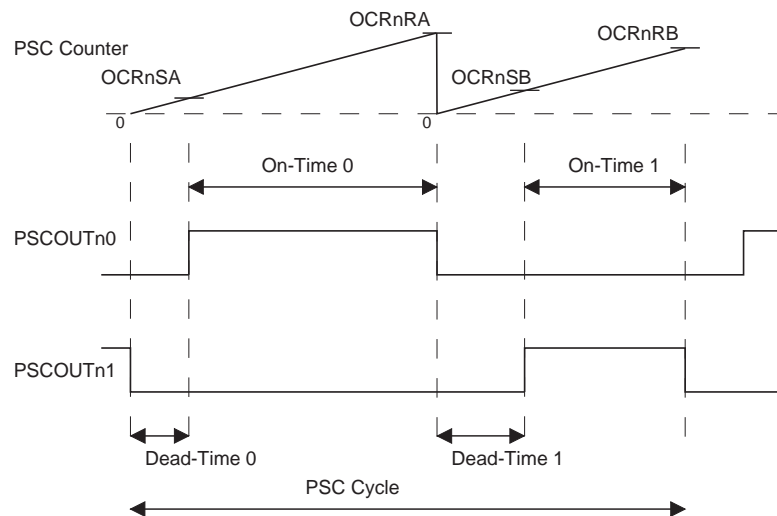 OCRnRA
OCRnRB
PSC Counter
OCRnSA
OCRnSB
0
0
On-Time 0
On-Time 1
PSCOUTn0
PSCOUTn1
Dead-Time 0
Dead-Time 1
PSC Cycle